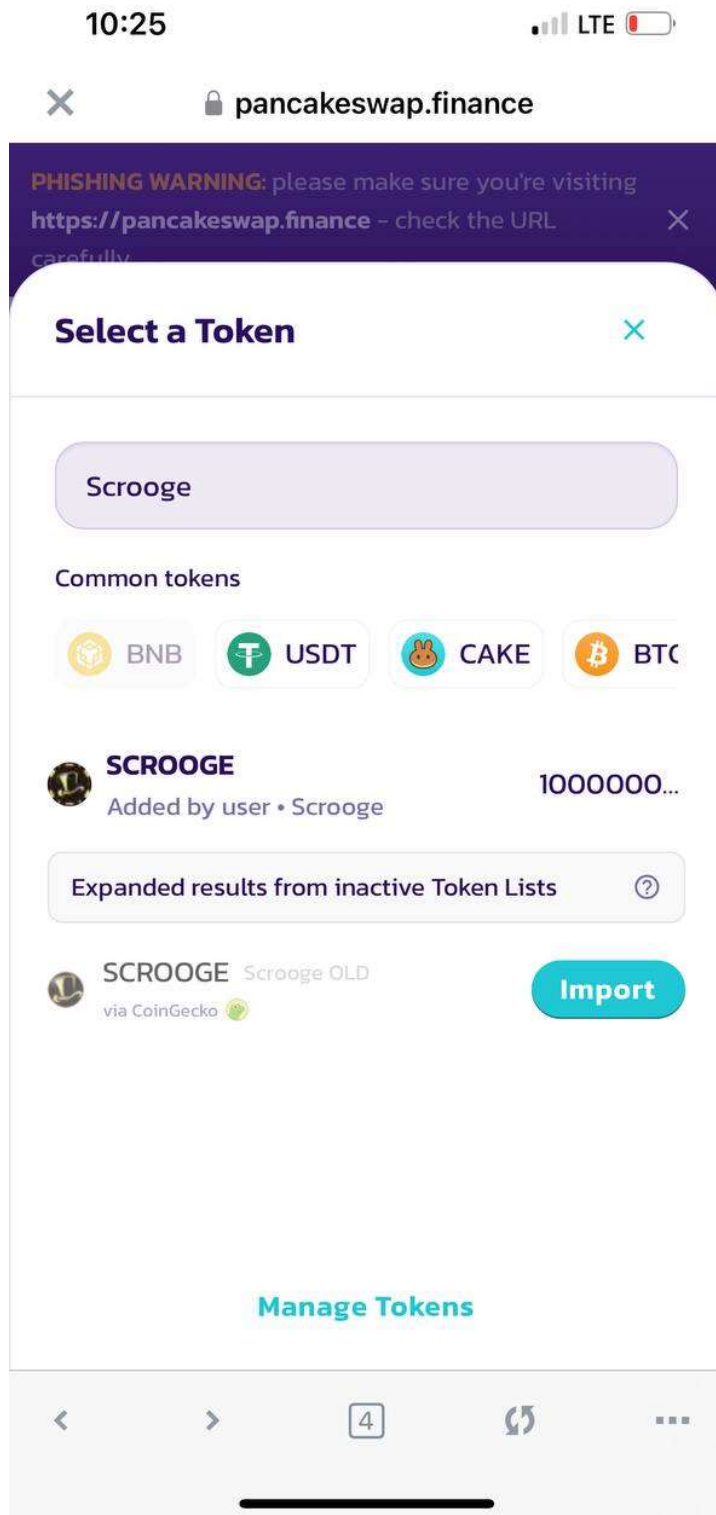 10:25
LTE
pancakeswap.finance
PHISHING WARNING: please make sure you're visiting
https://pancakeswap.finance - check the URL
carefully
Select a Token
Scrooge
Common tokens
BNB
USDT
CAKE
BTC
SCROOGE
1000000...
Added by user • Scrooge
Expanded results from inactive Token Lists
SCROOGE Scrooge OLD
via CoinGecko
Import
Manage Tokens
4